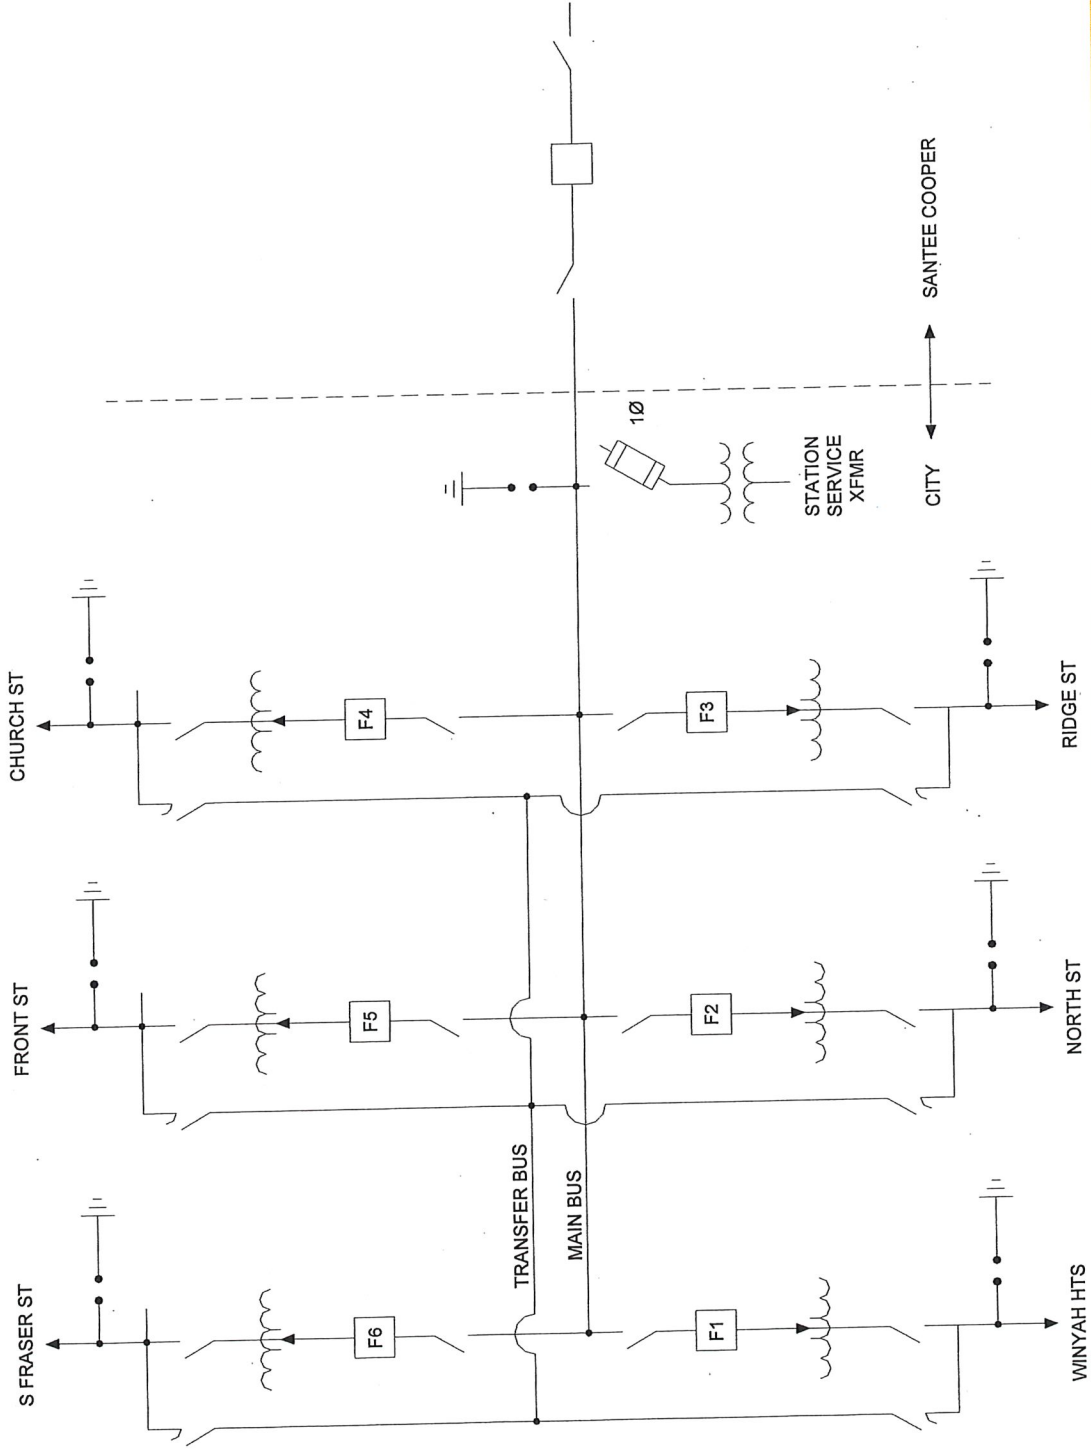 CHURCH ST
FRONT ST
S FRASER ST
F4
F5
F6
TRANSFER BUS
MAIN BUS
F3
F2
F1
RIDGE ST
NORTH ST
WINYAH HTS
1Ø
STATION
SERVICE
XFMR
CITY
SANTEE COOPER